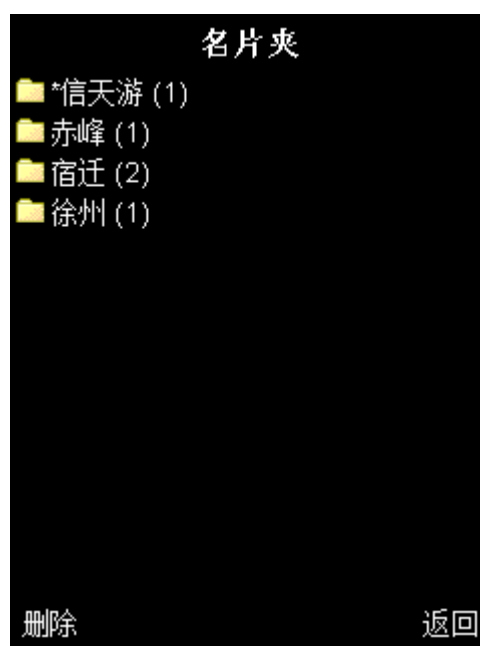 名片夹
*信天游 (1)
赤峰 (1)
宿迁 (2)
徐州 (1)
删除 返回